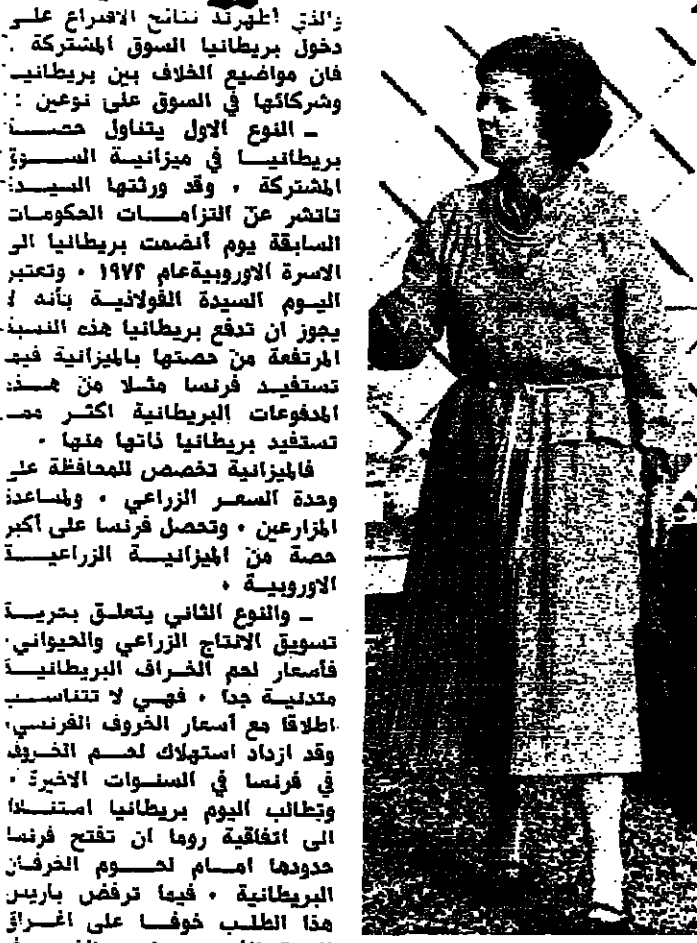 والذي أظهرته نتائج الاقتراع على
دخول بريطانيا السوق المشتركة .
فان مواضيع الخلاف بين بريطانيا
وشركائها في السوق على نوعين :
ـ النوع الاول يتناول حصة
بريطانيا في ميزانية السوق
المشتركة . وقد ورثتها السيدة
تاتشر عن التزامات الحكومات
السابقة يوم أنضمت بريطانيا الى
الاسرة الاوروبية عام ١٩٧٢ . وتعتبر
اليوم السيدة الفولاذية بأنه لا
يجوز ان تدفع بريطانيا هذه النسبة
المرتفعة من حصتها بالميزانية فيما
تستفيد فرنسا مثلا من هذه
المدفوعات البريطانية اكثر مما
تستفيد بريطانيا ذاتها منها .
فالميزانية تخصص للمحافظة على
وحدة السعر الزراعي . ولمساعدة
المزارعين . وتحصل فرنسا على أكبر
حصة من الميزانية الزراعية
الاوروبية .
ـ والنوع الثاني يتعلق بحرية
تسويق الانتاج الزراعي والحيواني.
فأسعار لحم الخراف البريطانية
متدنية جدا . فهي لا تتناسب
اطلاقا مع أسعار الخروف الفرنسي،
وقد ازداد استهلاك لحم الخروف
في فرنسا في السنوات الاخيرة .
وتطالب اليوم بريطانيا استنادا
الى اتفاقية روما ان تفتح فرنسا
حدودها امام لحوم الخرفان
البريطانية . فيما ترفض باريس
هذا الطلب خوفا على اغراق